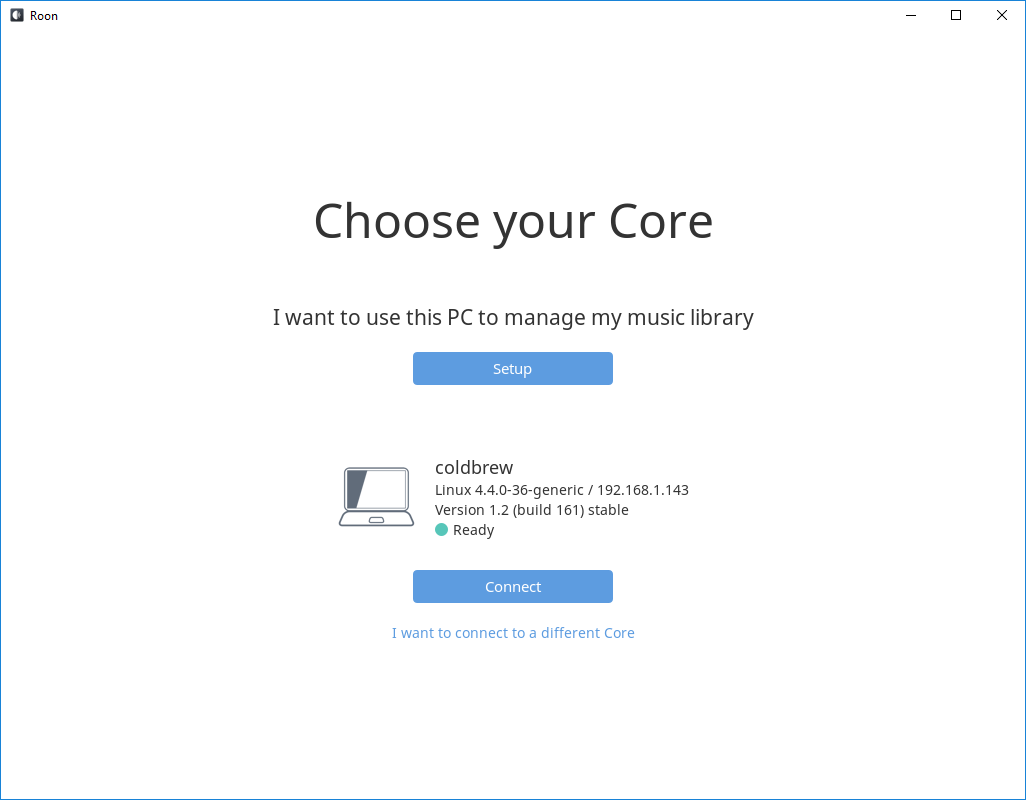 Roon
Choose your Core
I want to use this PC to manage my music library
Setup
coldbrew
Linux 4.4.0-36-generic / 192.168.1.143
Version 1.2 (build 161) stable
Ready
Connect
I want to connect to a different Core